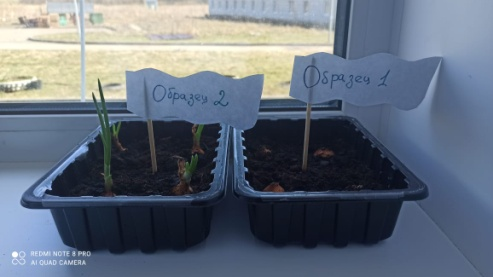 Образец 2
Образец 1
REDMI NOTE 8 PRO
AI QUAD CAMERA